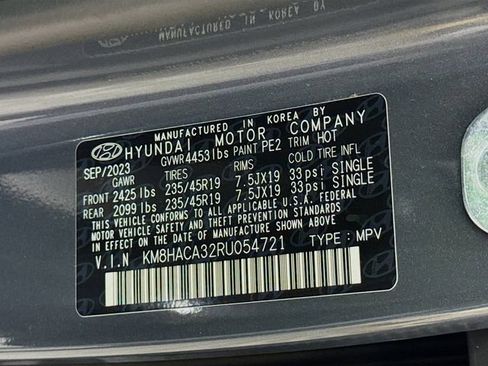 MANUFACTURED IN KOREA BY
HYUNDAI MOTOR COMPANY
SEP/2023 GVWR4453lbs PAINT PE2 TRIM HOT
GAWR TIRES RIMS COLD TIRE INFL
FRONT 2425 lbs 235/45R19 7.5JX19 33psi SINGLE
REAR 2099 lbs 235/45R19 7.5JX19 33psi SINGLE
THIS VEHICLE CONFORMS TO ALL APPLICABLE U.S.A. FEDERAL
MOTOR VEHICLE SAFETY, BUMPER, AND THEFT PREVENTION
STANDARDS IN EFFECT ON THE DATE OF MANUFACTURE SHOWN ABOVE.
V.I.N KM8HACA32RU054721 TYPE: MPV